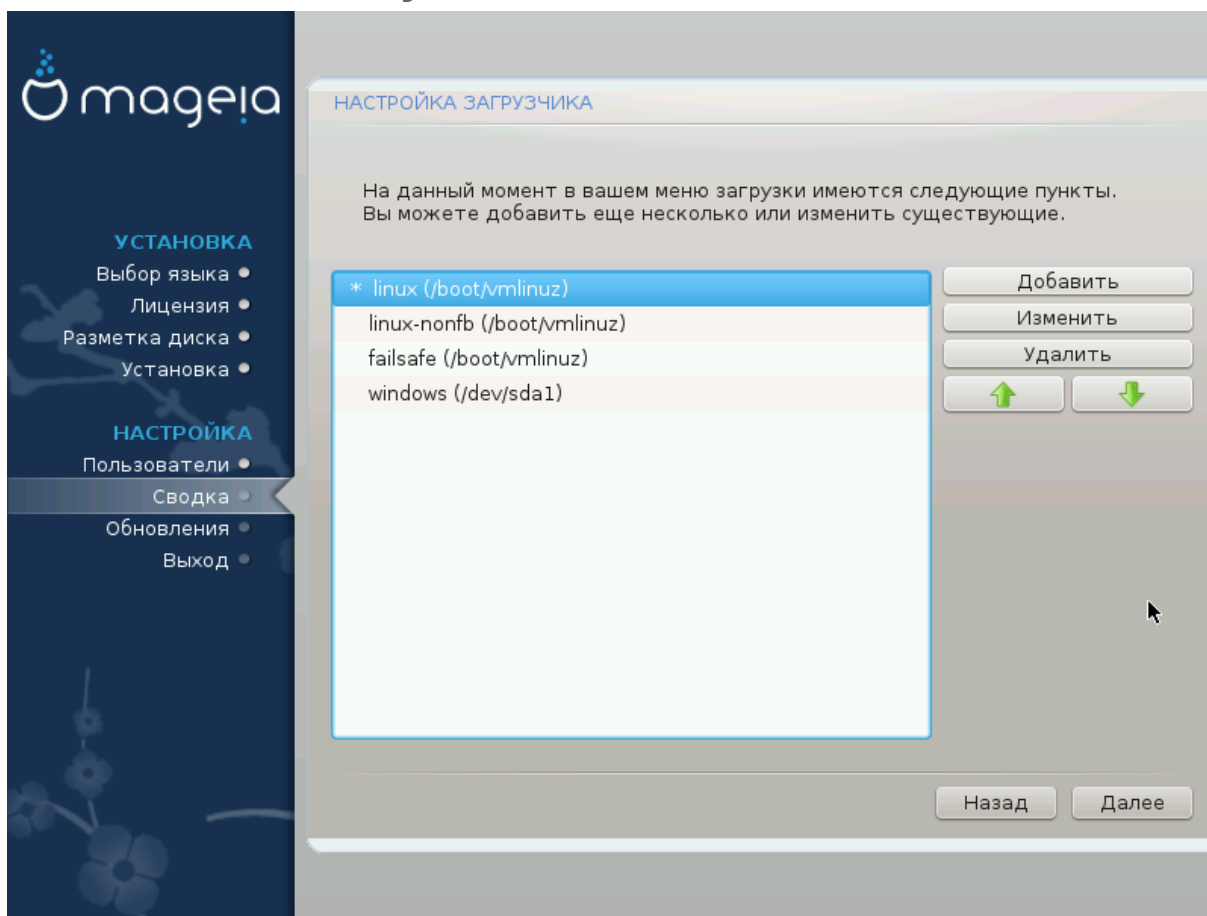 mageia
УСТАНОВКА
Выбор языка
Лицензия
Разметка диска
Установка
НАСТРОЙКА
Пользователи
Сводка
Обновления
Выход
НАСТРОЙКА ЗАГРУЗЧИКА
На данный момент в вашем меню загрузки имеются следующие пункты.
Вы можете добавить еще несколько или изменить существующие.
* linux (/boot/vmlinuz)
linux-nonfb (/boot/vmlinuz)
failsafe (/boot/vmlinuz)
windows (/dev/sda1)
Добавить
Изменить
Удалить
Назад
Далее